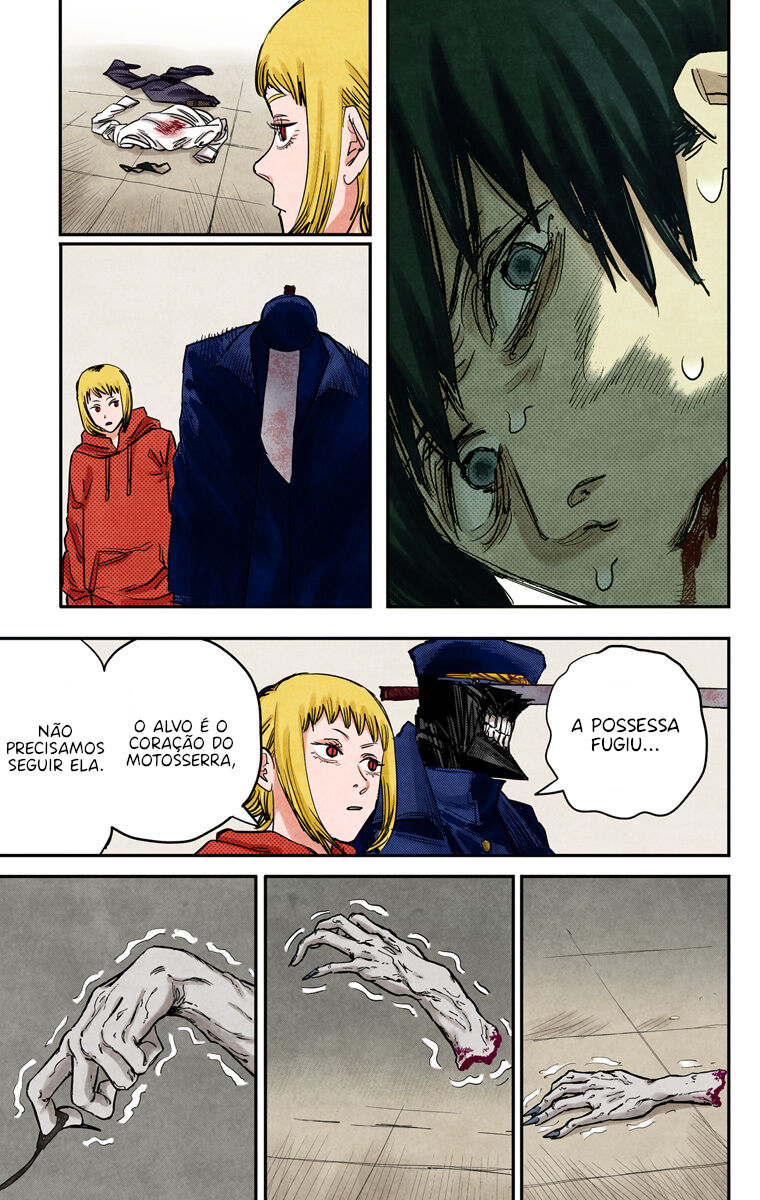 A POSSESSA
FUGIU...
O ALVO É O
CORAÇÃO DO
MOTOSSERRA,
NÃO
PRECISAMOS
SEGUIR ELA.